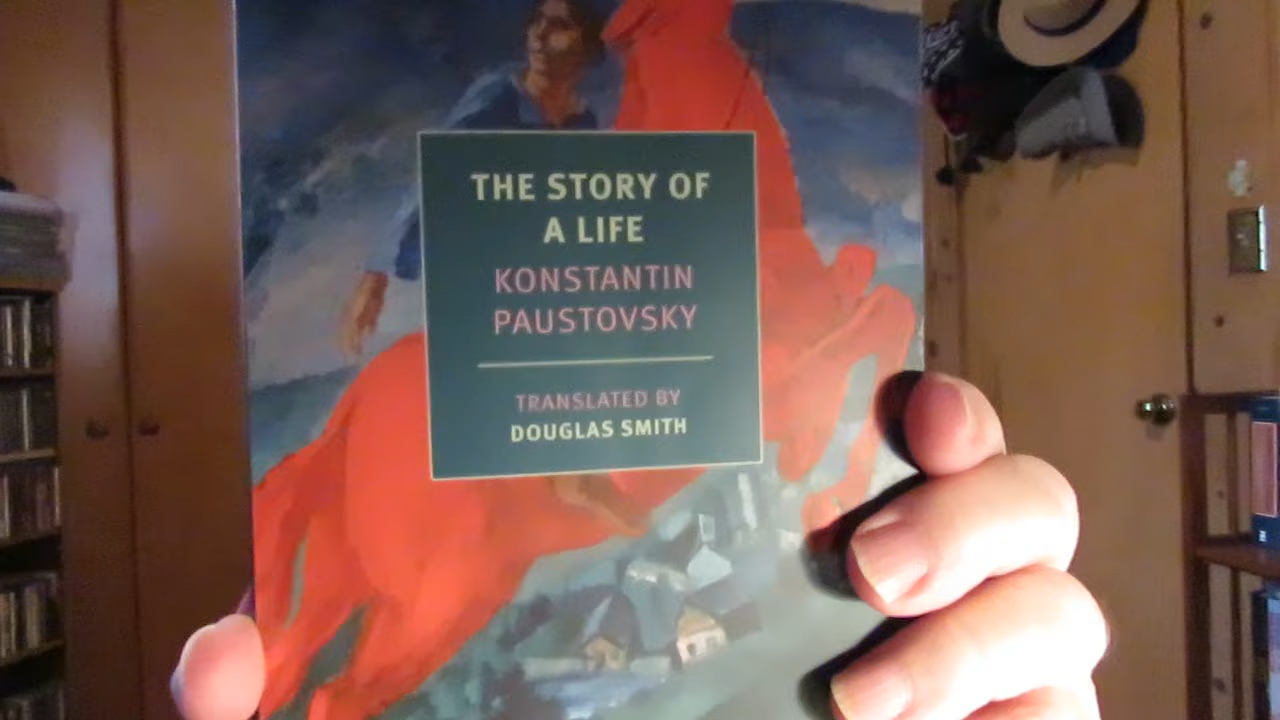 THE STORY OF
A LIFE
KONSTANTIN
PAUSTOVSKY
TRANSLATED BY
DOUGLAS SMITH